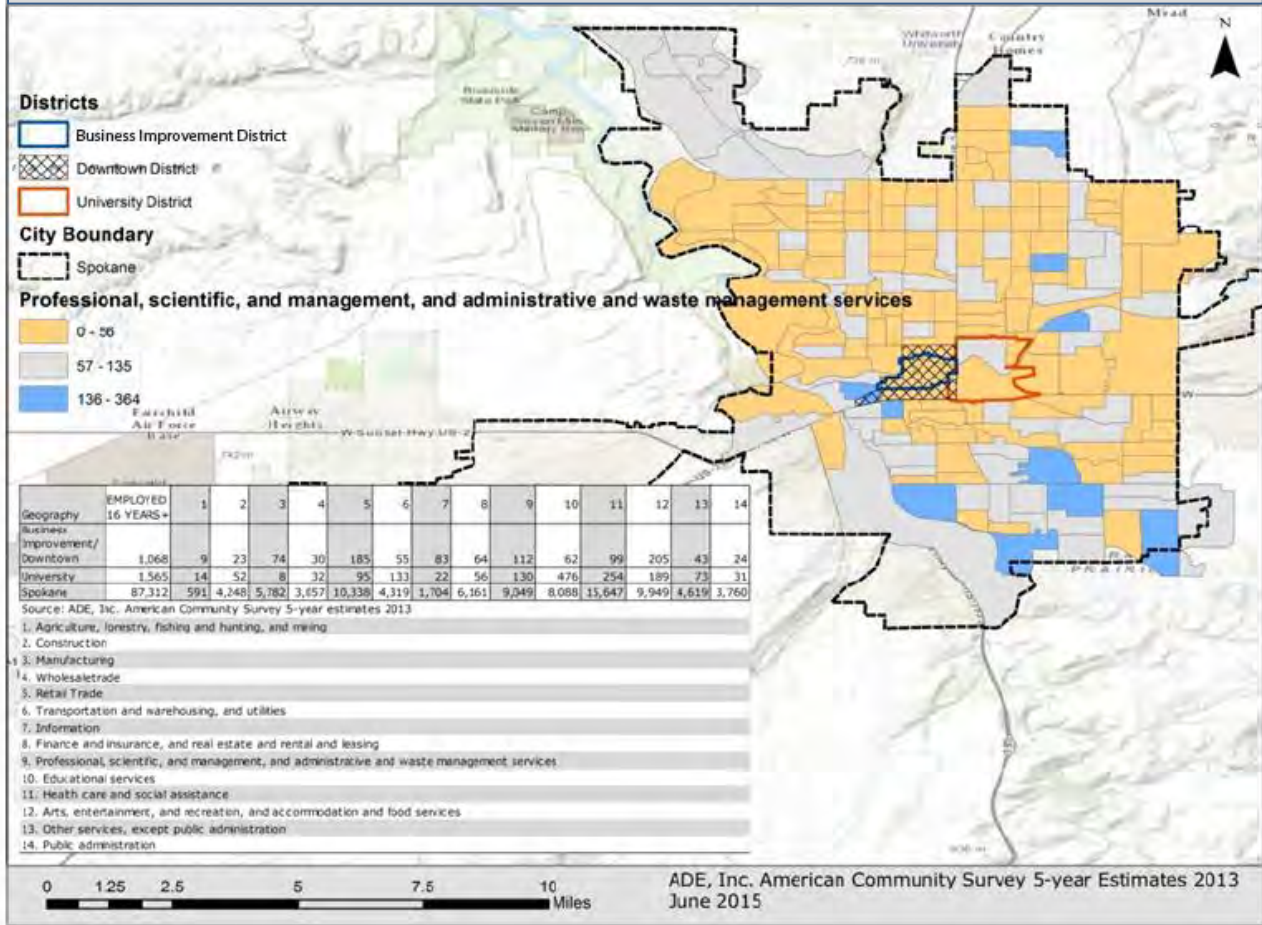 Mead
Whitworth
University
Country
Homes
N
Riverside
State Park
Districts
Business Improvement District
Downtown District
University District
City Boundary
Spokane
Professional, scientific, and management, and administrative and waste management services
0 - 56
57 - 135
136 - 364
Fairchild
Air Force
Base
Airway
Heights
W Sunset Hwy US-2
W
PRAIRIE
Geography EMPLOYED 16 YEARS+ 1 2 3 4 5 6 7 8 9 10 11 12 13 14
Business Improvement/ Downtown 1,068 9 23 74 30 185 55 83 64 112 62 99 205 43 24
University 1,565 14 52 8 32 95 133 22 56 130 476 254 189 73 31
Spokane 87,312 591 4,248 5,782 3,057 10,338 4,319 1,704 6,161 9,049 8,088 15,647 9,949 4,619 3,760
Source: ADE, Inc. American Community Survey 5-year estimates 2013
1. Agriculture, forestry, fishing and hunting, and mining
2. Construction
3. Manufacturing
4. Wholesaletrade
5. Retail Trade
6. Transportation and warehousing, and utilities
7. Information
8. Finance and insurance, and real estate and rental and leasing
9. Professional, scientific, and management, and administrative and waste management services
10. Educational services
11. Heath care and social assistance
12. Arts, entertainment, and recreation, and accommodation and food services
13. Other services, except public administration
14. Public administration
0 1.25 2.5 5 7.5 10
Miles
ADE, Inc. American Community Survey 5-year Estimates 2013
June 2015